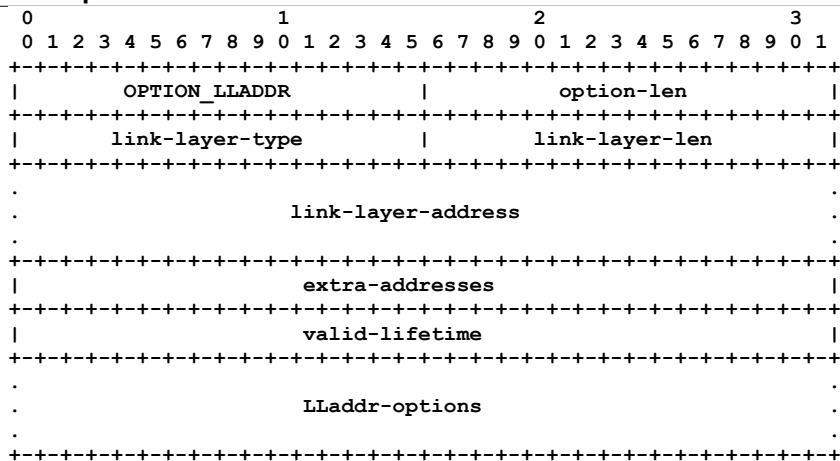 0                   1                   2                   3
 0 1 2 3 4 5 6 7 8 9 0 1 2 3 4 5 6 7 8 9 0 1 2 3 4 5 6 7 8 9 0 1
+-+-+-+-+-+-+-+-+-+-+-+-+-+-+-+-+-+-+-+-+-+-+-+-+-+-+-+-+-+-+-+-+
|        OPTION_LLADDR          |          option-len           |
+-+-+-+-+-+-+-+-+-+-+-+-+-+-+-+-+-+-+-+-+-+-+-+-+-+-+-+-+-+-+-+-+
|       link-layer-type         |        link-layer-len         |
+-+-+-+-+-+-+-+-+-+-+-+-+-+-+-+-+-+-+-+-+-+-+-+-+-+-+-+-+-+-+-+-+
.                                                               .
.                     link-layer-address                        .
.                                                               .
+-+-+-+-+-+-+-+-+-+-+-+-+-+-+-+-+-+-+-+-+-+-+-+-+-+-+-+-+-+-+-+-+
|                      extra-addresses                          |
+-+-+-+-+-+-+-+-+-+-+-+-+-+-+-+-+-+-+-+-+-+-+-+-+-+-+-+-+-+-+-+-+
|                      valid-lifetime                           |
+-+-+-+-+-+-+-+-+-+-+-+-+-+-+-+-+-+-+-+-+-+-+-+-+-+-+-+-+-+-+-+-+
.                                                               .
.                      LLaddr-options                           .
.                                                               .
+-+-+-+-+-+-+-+-+-+-+-+-+-+-+-+-+-+-+-+-+-+-+-+-+-+-+-+-+-+-+-+-+